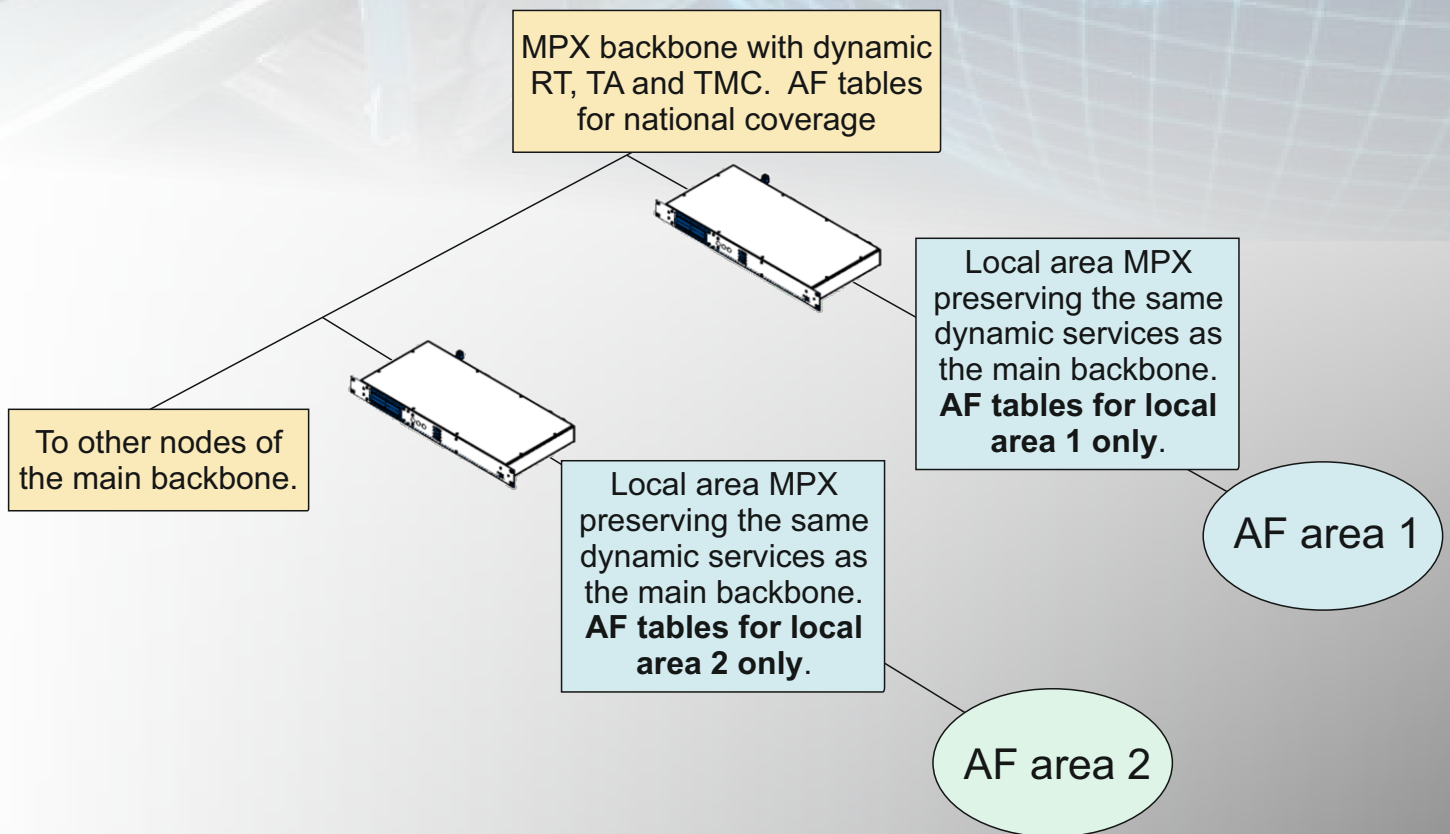 MPX backbone with dynamic
RT, TA and TMC. AF tables
for national coverage
Local area MPX
preserving the same
dynamic services as
the main backbone.
AF tables for local
area 1 only.
AF area 1
To other nodes of
the main backbone.
Local area MPX
preserving the same
dynamic services as
the main backbone.
AF tables for local
area 2 only.
AF area 2